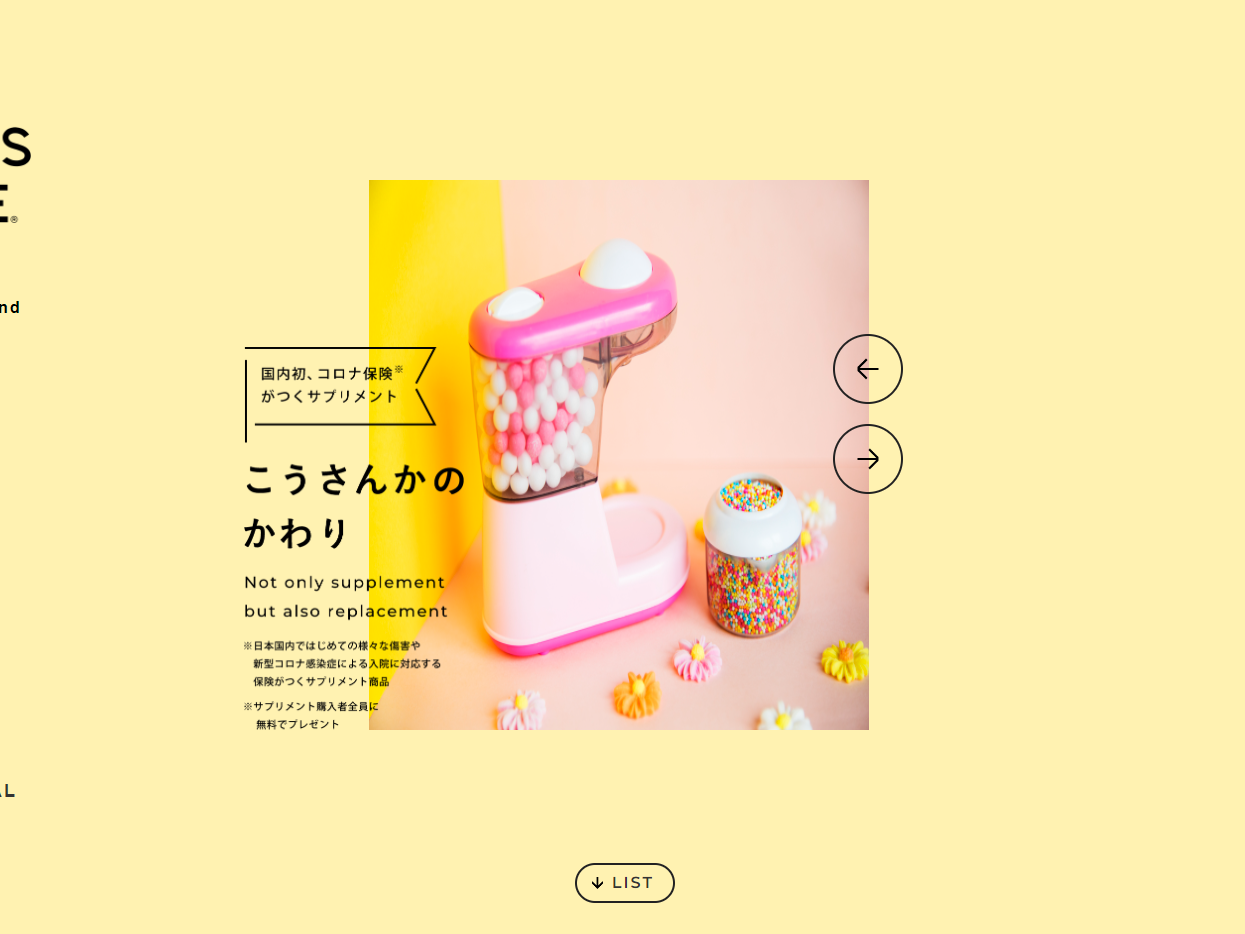 S
E®
nd
国内初、コロナ保険※
がつくサプリメント
こうさんかの
かわり
Not only supplement
but also replacement
※日本国内ではじめての様々な傷害や
新型コロナ感染症による入院に対応する
保険がつくサプリメント商品
※サプリメント購入者全員に
無料でプレゼント
AL
LIST